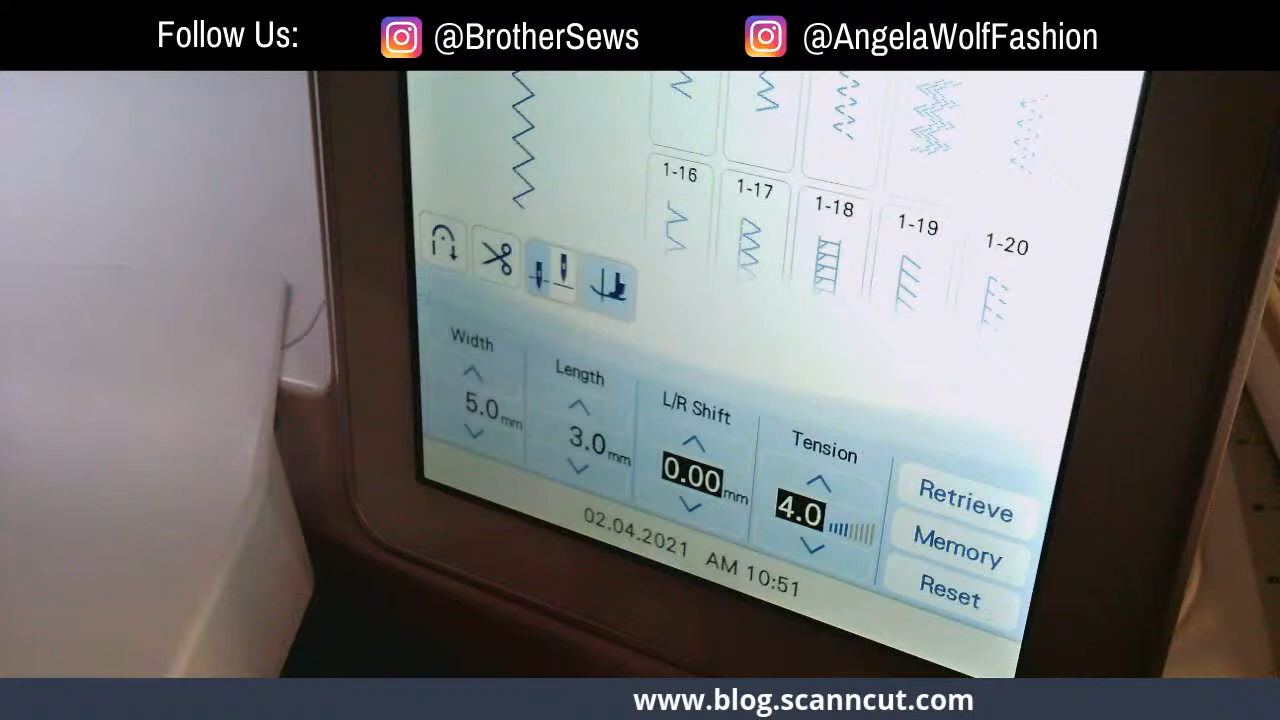 Follow Us: @BrotherSews @AngelaWolfFashion
1-16 1-17 1-18 1-19 1-20
Width Length L/R Shift Tension
5.0mm 3.0mm 0.00mm 4.0
Retrieve
Memory
Reset
02.04.2021 AM 10:51
www.blog.scanncut.com